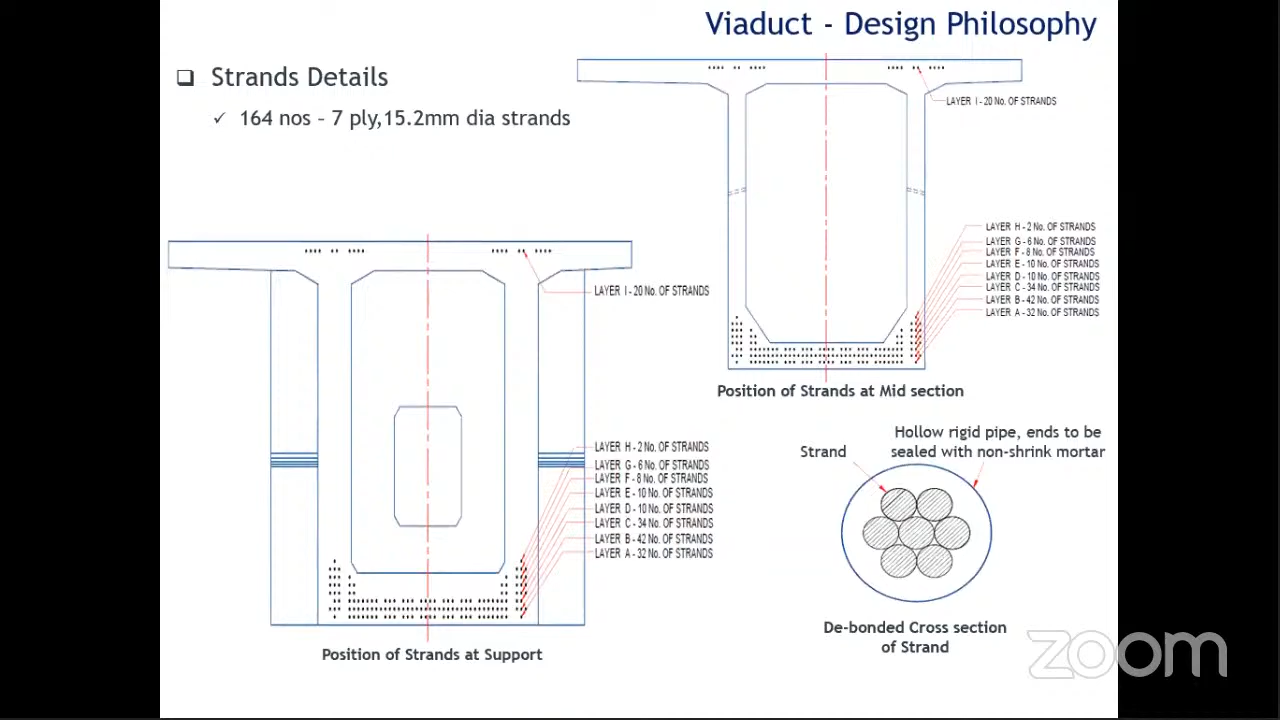 Viaduct - Design Philosophy
Strands Details
164 nos – 7 ply,15.2mm dia strands
LAYER I - 20 No. OF STRANDS
LAYER H - 2 No. OF STRANDS
LAYER G - 6 No. OF STRANDS
LAYER F - 8 No. OF STRANDS
LAYER E - 10 No. OF STRANDS
LAYER D - 10 No. OF STRANDS
LAYER C - 34 No. OF STRANDS
LAYER B - 42 No. OF STRANDS
LAYER A - 32 No. OF STRANDS
Position of Strands at Mid section
LAYER I - 20 No. OF STRANDS
LAYER H - 2 No. OF STRANDS
LAYER G - 6 No. OF STRANDS
LAYER F - 8 No. OF STRANDS
LAYER E - 10 No. OF STRANDS
LAYER D - 10 No. OF STRANDS
LAYER C - 34 No. OF STRANDS
LAYER B - 42 No. OF STRANDS
LAYER A - 32 No. OF STRANDS
Position of Strands at Support
Strand
Hollow rigid pipe, ends to be
sealed with non-shrink mortar
De-bonded Cross section
of Strand
zoom